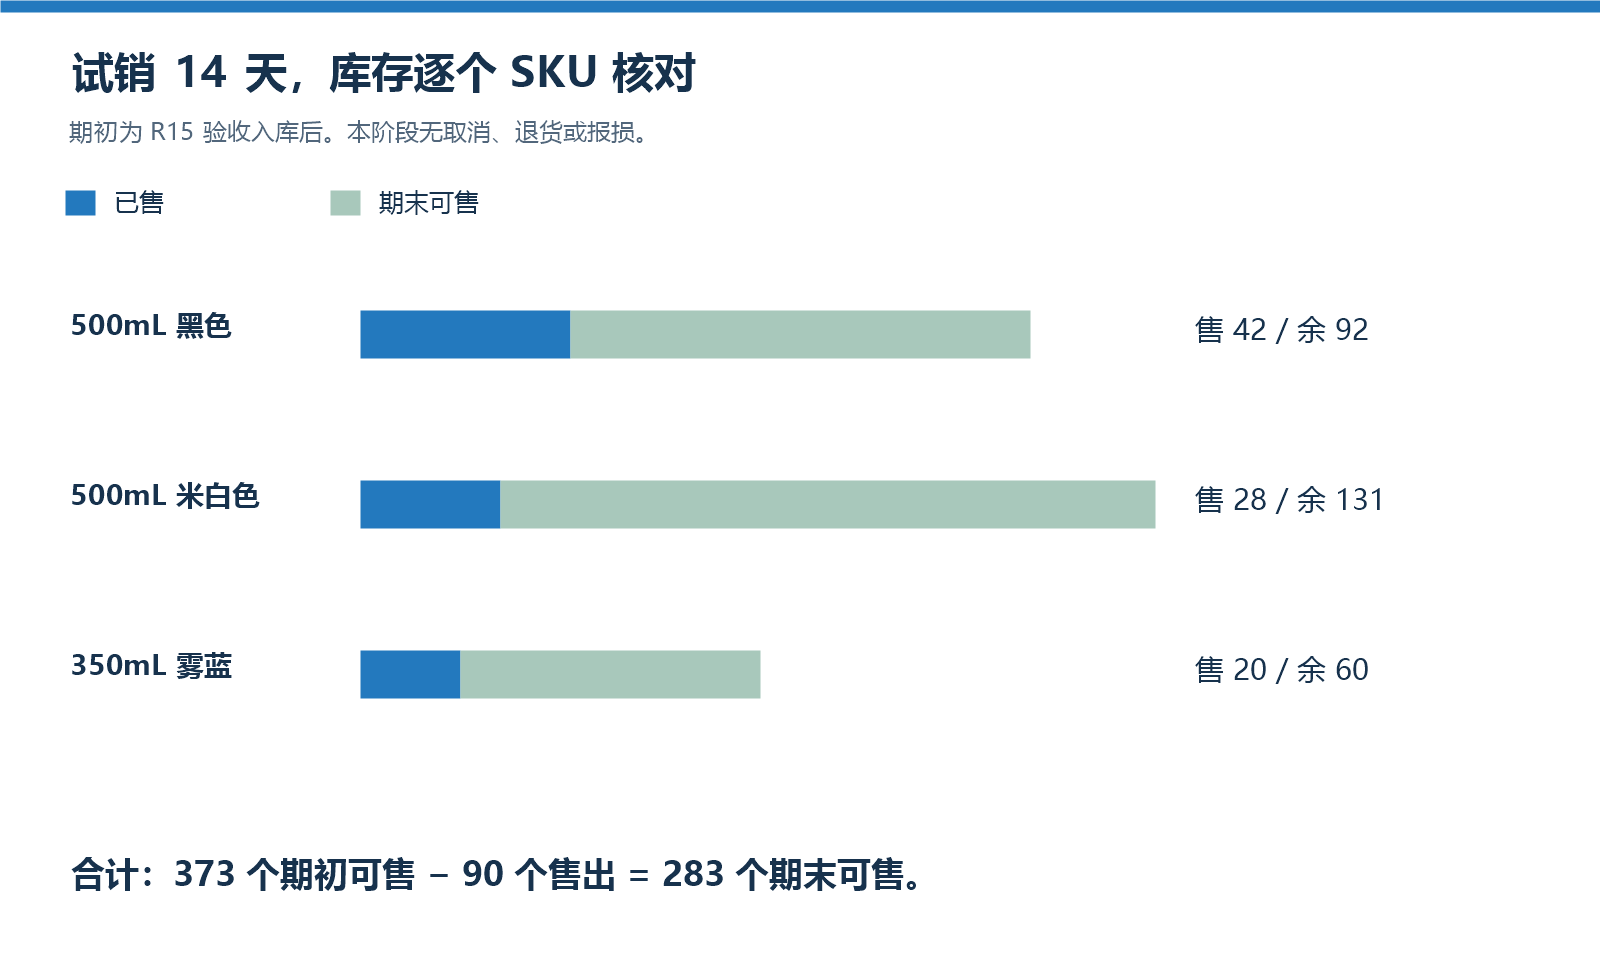 试销 14 天，库存逐个 SKU 核对
期初为 R15 验收入库后。本阶段无取消、退货或报损。
已售
期末可售
500mL 黑色
售 42 / 余 92
500mL 米白色
售 28 / 余 131
350mL 雾蓝
售 20 / 余 60
合计：373 个期初可售 – 90 个售出 = 283 个期末可售。